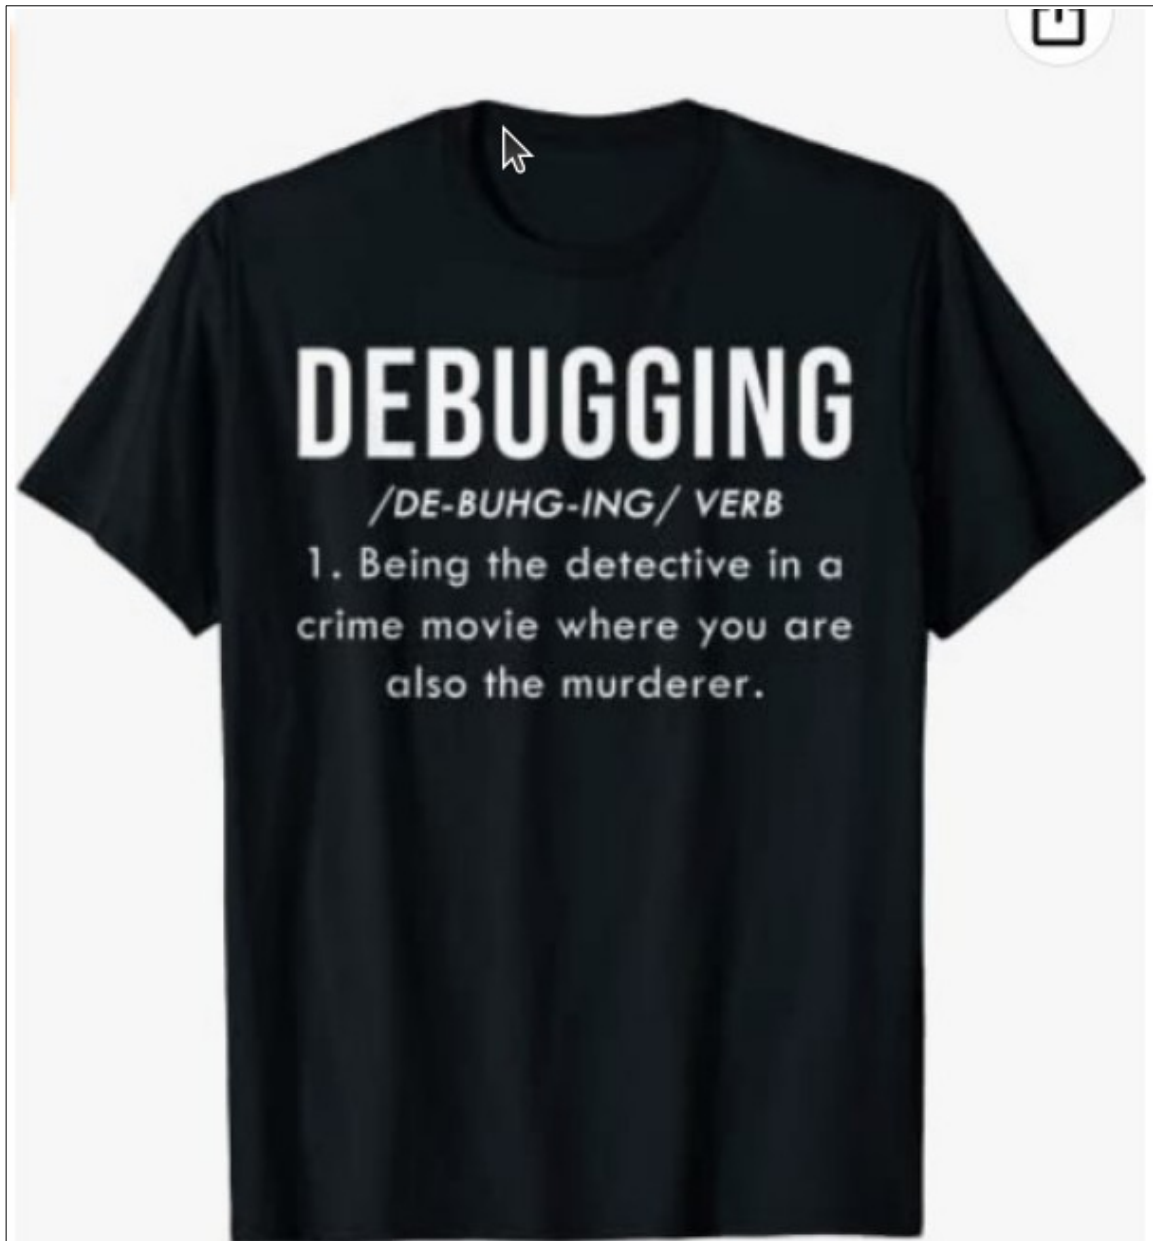 DEBUGGING
/DE-BUHG-ING/ VERB
1. Being the detective in a
crime movie where you are
also the murderer.